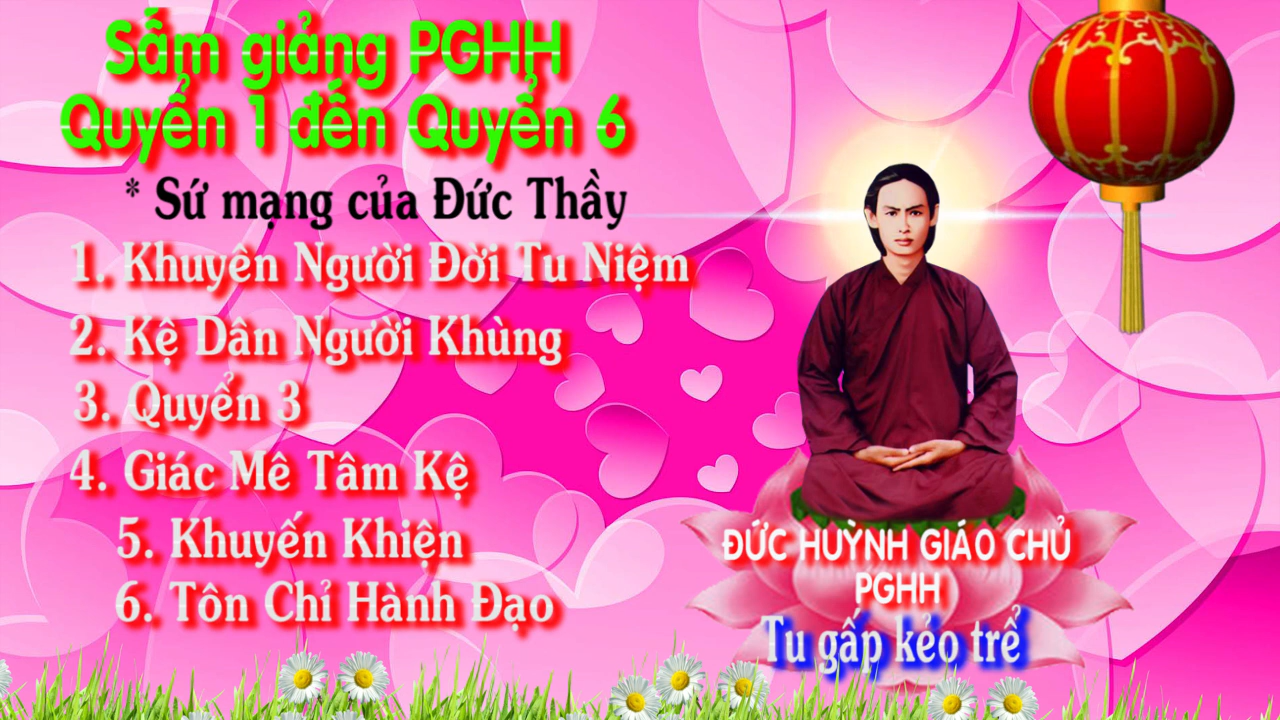 Sấm giảng PGHH
Quyển 1 đến Quyển 6
* Sứ mạng của Đức Thầy
1. Khuyên Người Đời Tu Niệm
2. Kệ Dân Người Khùng
3. Quyển 3
4. Giác Mê Tâm Kệ
5. Khuyến Khiện
6. Tôn Chỉ Hành Đạo
ĐỨC HUỲNH GIÁO CHỦ
PGHH
Tu gấp kẻo trể